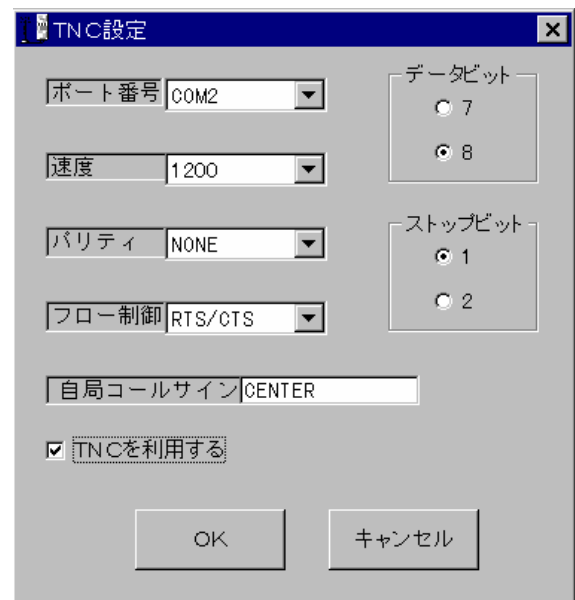 TNC設定
ポート番号 COM2
データビット
7
8
速度 1200
パリティ NONE
ストップビット
1
2
フロー制御 RTS/CTS
自局コールサイン CENTER
TNCを利用する
OK キャンセル